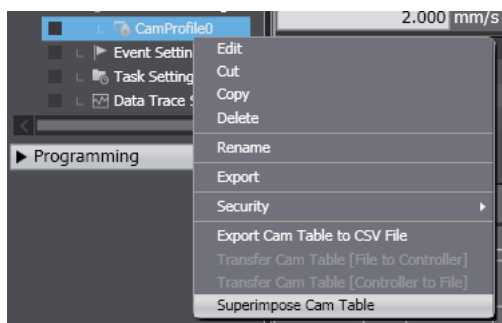 2.000 mm/s
CamProfile0
Event Settin
Task Setting
Data Trace S
Programming
Edit
Cut
Copy
Delete
Rename
Export
Security
Export Cam Table to CSV File
Transfer Cam Table [File to Controller]
Transfer Cam Table [Controller to File]
Superimpose Cam Table